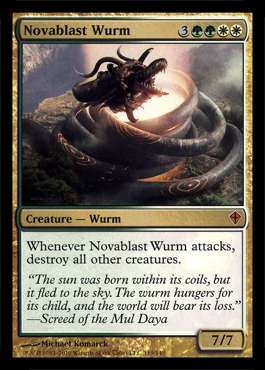 Novablast Wurm 3
Creature — Wurm
Whenever Novablast Wurm attacks,
destroy all other creatures.
“The sun was born within its coils, but
it fled to the sky. The wurm hungers for
its child, and the world will bear its loss.”
—Screed of the Mul Daya
7/7
Michael Komarck